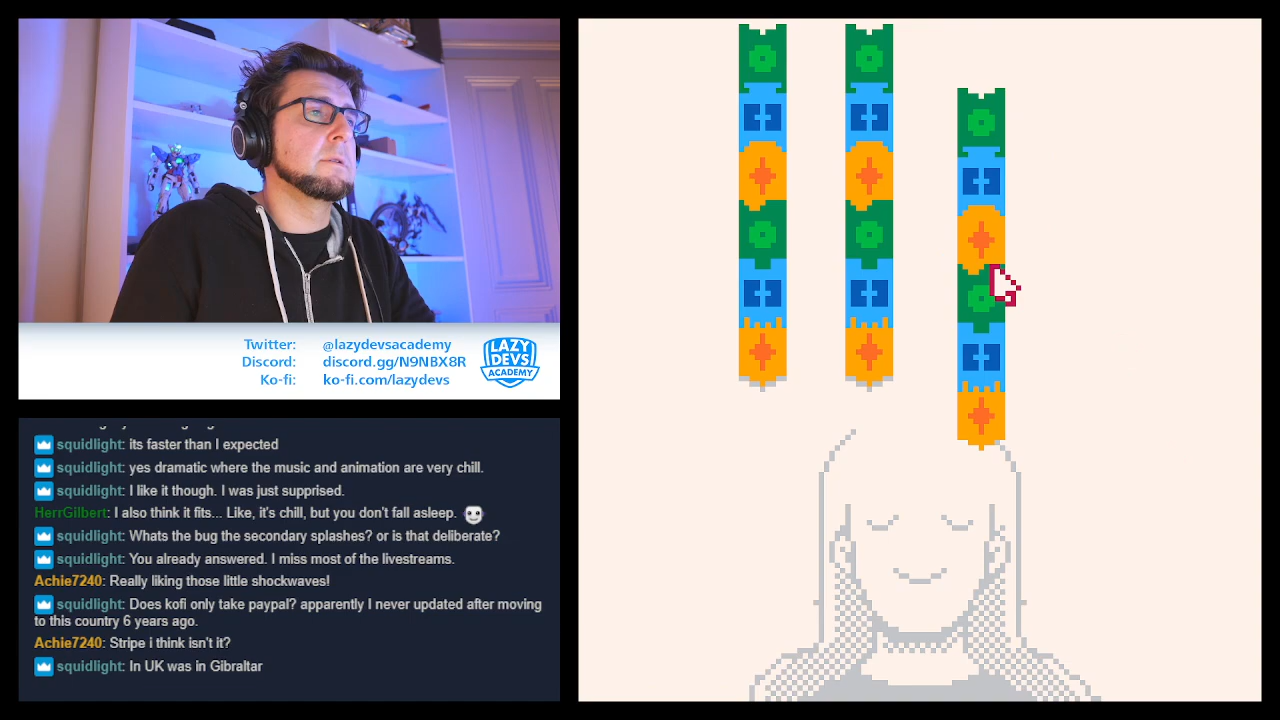 Twitter: @lazydevsacademy
Discord: discord.gg/N9NBX8R
Ko-fi: ko-fi.com/lazydevs
LAZY
DEVS
ACADEMY
squidlight: its faster than I expected
squidlight: yes dramatic where the music and animation are very chill.
squidlight: I like it though. I was just supprised.
HerrGilbert: I also think it fits... Like, it's chill, but you don't fall asleep.
squidlight: Whats the bug the secondary splashes? or is that deliberate?
squidlight: You already answered. I miss most of the livestreams.
Achie7240: Really liking those little shockwaves!
squidlight: Does kofi only take paypal? apparently I never updated after moving
to this country 6 years ago.
Achie7240: Stripe i think isn't it?
squidlight: In UK was in Gibraltar